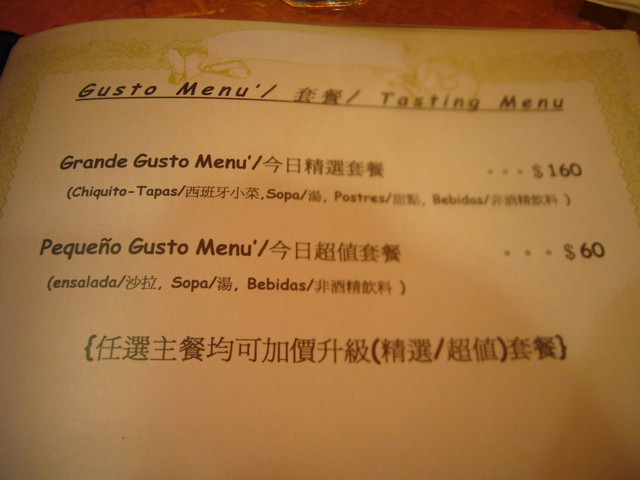 Gusto Menu'/ 套餐/ Tasting Menu
Grande Gusto Menu'/今日精選套餐 ...$160
(Chiquito-Tapas/西班牙小菜,Sopa/湯, Postres/甜點, Bebidas/非酒精飲料 )
Pequeño Gusto Menu'/今日超值套餐 ...$60
(ensalada/沙拉, Sopa/湯, Bebidas/非酒精飲料 )
{任選主餐均可加價升級(精選/超值)套餐}